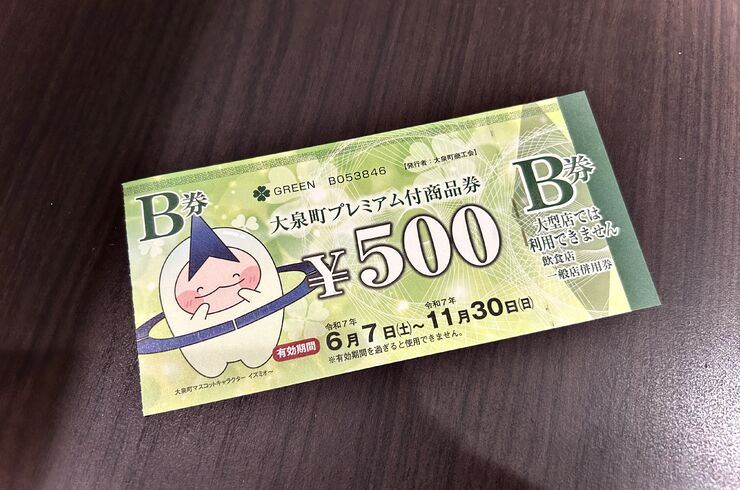 B券
GREEN B053846
[発行者：大泉町商工会]
大泉町プレミアム付商品券
¥500
有効期間
令和7年 6月7日(土)～令和7年 11月30日(日)
※有効期間を過ぎると使用できません。
大泉町マスコットキャラクター イズミオ～
B券
大型店では
利用できません
飲食店
一般店併用券